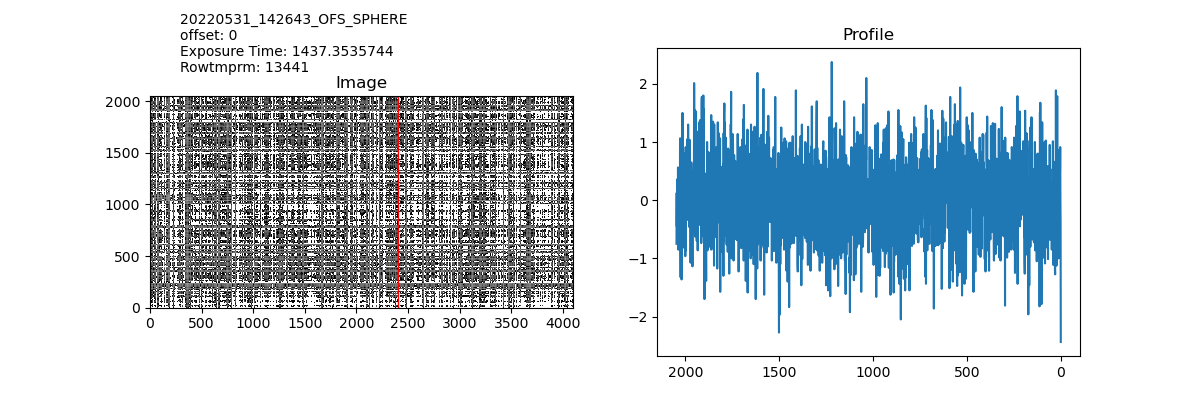 20220531_142643_OFS_SPHERE
offset: 0
Exposure Time: 1437.3535744
Rowtmprm: 13441
Image
2000
1500
1000
500
0
0 500 1000 1500 2000 2500 3000 3500 4000
Profile
2
1
0
−1
−2
2000 1500 1000 500 0